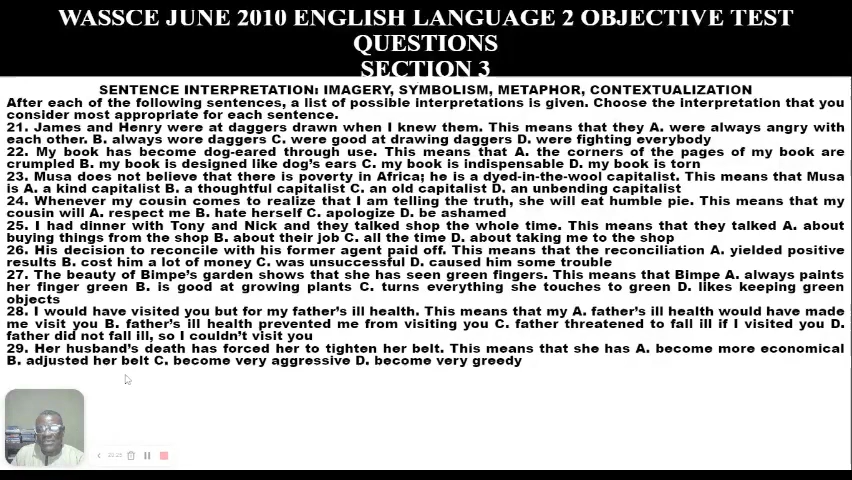 WASSCE JUNE 2010 ENGLISH LANGUAGE 2 OBJECTIVE TEST
QUESTIONS
SECTION 3
SENTENCE INTERPRETATION: IMAGERY, SYMBOLISM, METAPHOR, CONTEXTUALIZATION
After each of the following sentences, a list of possible interpretations is given. Choose the interpretation that you
consider most appropriate for each sentence.
21. James and Henry were at daggers drawn when I knew them. This means that they A. were always angry with
each other. B. always wore daggers C. were good at drawing daggers D. were fighting everybody
22. My book has become dog-eared through use. This means that A. the corners of the pages of my book are
crumpled B. my book is designed like dog's ears C. my book is indispensable D. my book is torn
23. Musa does not believe that there is poverty in Africa; he is a dyed-in-the-wool capitalist. This means that Musa
is A. a kind capitalist B. a thoughtful capitalist C. an old capitalist D. an unbending capitalist
24. Whenever my cousin comes to realize that I am telling the truth, she will eat humble pie. This means that my
cousin will A. respect me B. hate herself C. apologize D. be ashamed
25. I had dinner with Tony and Nick and they talked shop the whole time. This means that they talked A. about
buying things from the shop B. about their job C. all the time D. about taking me to the shop
26. His decision to reconcile with his former agent paid off. This means that the reconciliation A. yielded positive
results B. cost him a lot of money C. was unsuccessful D. caused him some trouble
27. The beauty of Bimpe's garden shows that she has seen green fingers. This means that Bimpe A. always paints
her finger green B. is good at growing plants C. turns everything she touches to green D. likes keeping green
objects
28. I would have visited you but for my father's ill health. This means that my A. father's ill health would have made
me visit you B. father's ill health prevented me from visiting you C. father threatened to fall ill if I visited you D.
father did not fall ill, so I couldn't visit you
29. Her husband's death has forced her to tighten her belt. This means that she has A. become more economical
B. adjusted her belt C. become very aggressive D. become very greedy